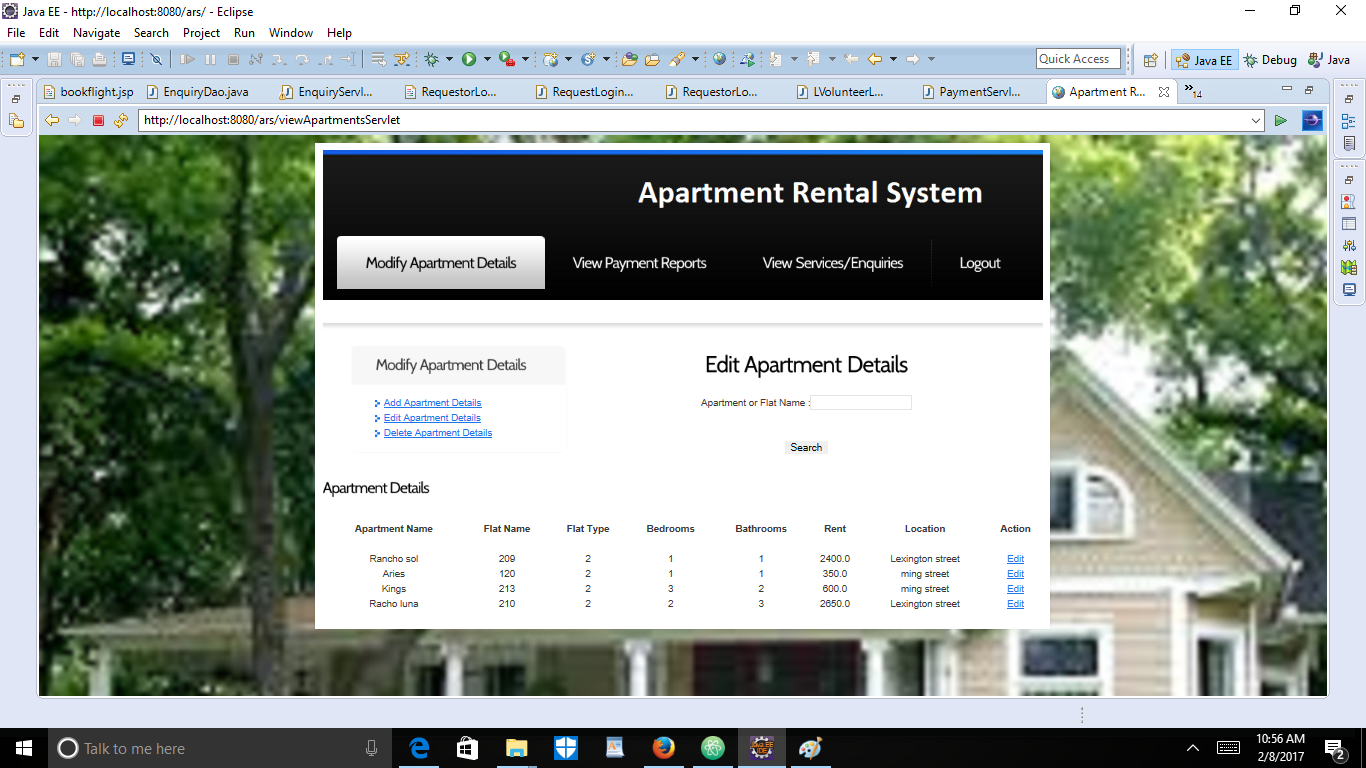 Java EE - http://localhost:8080/ars/ - Eclipse
File Edit Navigate Search Project Run Window Help
Quick Access Java EE Debug Java
bookflight.jsp EnquiryDao.java EnquiryServl... RequestorLo... RequestLogin... RequestorLo... LVolunteerL... PaymentServl... Apartment R... »14
http://localhost:8080/ars/viewApartmentsServlet
Apartment Rental System
Modify Apartment Details View Payment Reports View Services/Enquiries Logout
Modify Apartment Details
Add Apartment Details
Edit Apartment Details
Delete Apartment Details
Edit Apartment Details
Apartment or Flat Name :
Search
Apartment Details
Apartment Name Flat Name Flat Type Bedrooms Bathrooms Rent Location Action
Rancho sol 209 2 1 1 2400.0 Lexington street Edit
Aries 120 2 1 1 350.0 ming street Edit
Kings 213 2 3 2 600.0 ming street Edit
Racho luna 210 2 2 3 2650.0 Lexington street Edit
Talk to me here
10:56 AM
2/8/2017
2